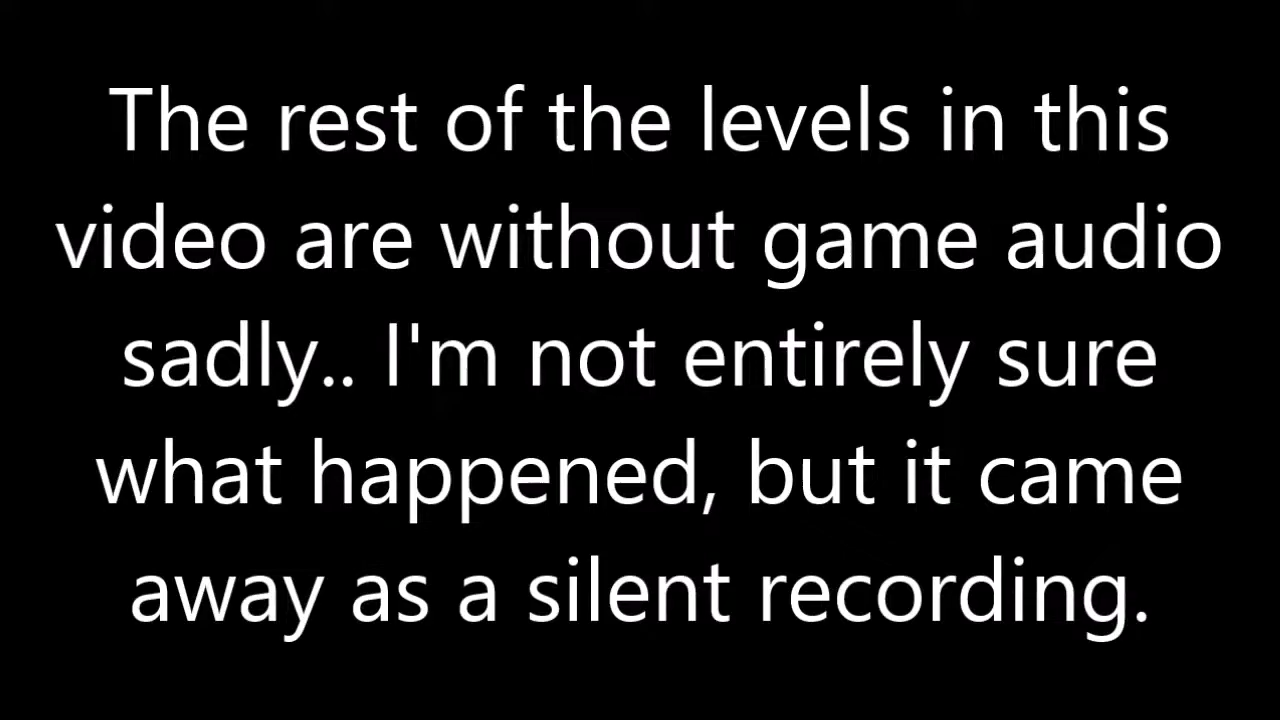 The rest of the levels in this
video are without game audio
sadly.. I'm not entirely sure
what happened, but it came
away as a silent recording.